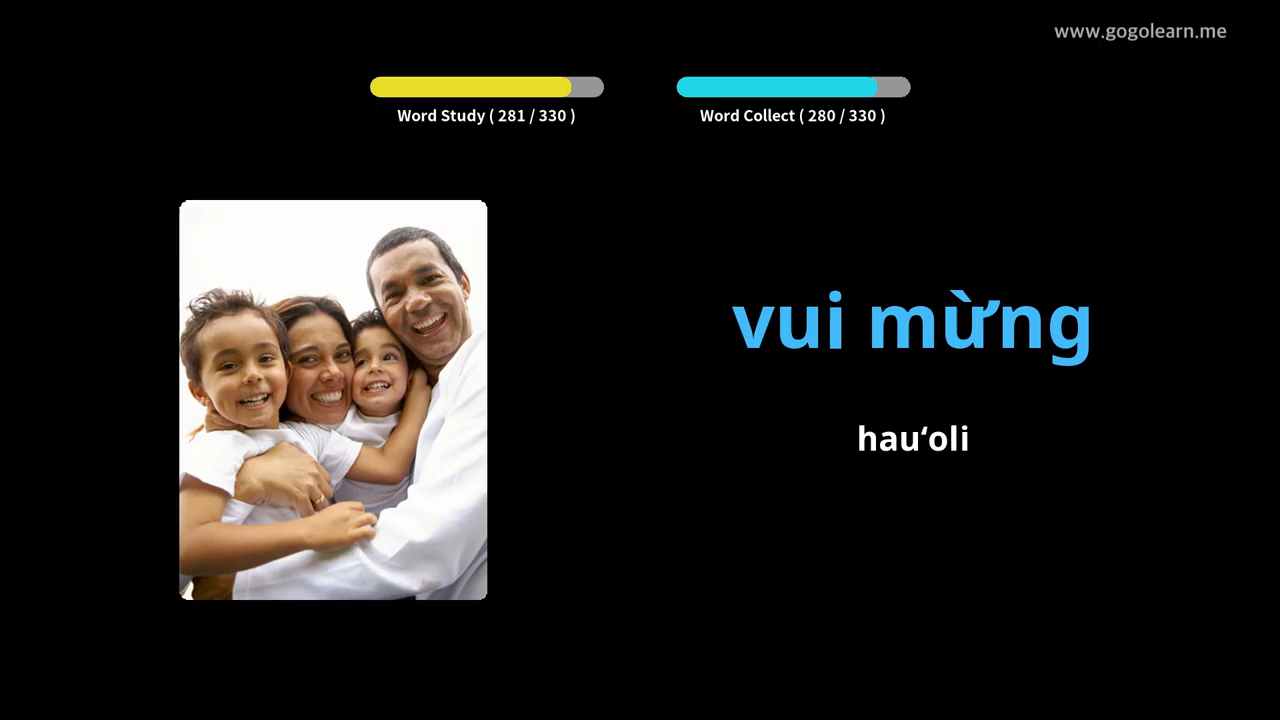 www.gogolearn.me
Word Study ( 281 / 330 )
Word Collect ( 280 / 330 )
vui mừng
hauʻoli